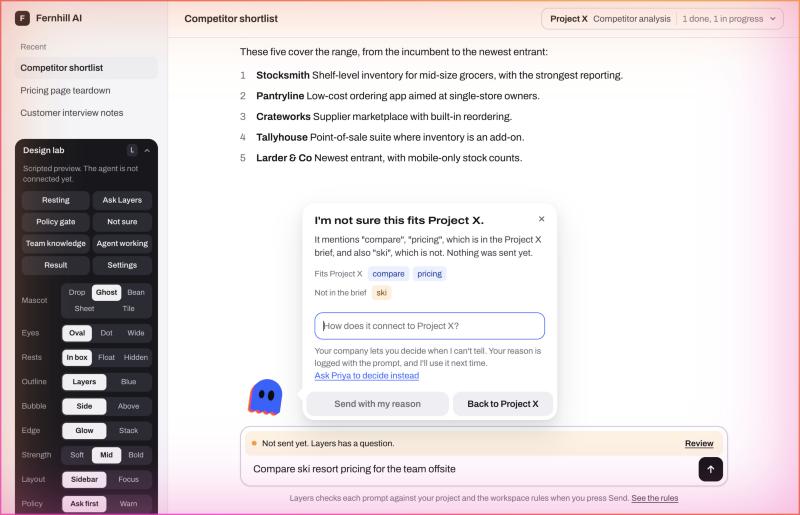 F Fernhill AI
Recent
Competitor shortlist
Pricing page teardown
Customer interview notes
Design lab L
Scripted preview. The agent is not
connected yet.
Resting Ask Layers
Policy gate Not sure
Team knowledge Agent working
Result Settings
Mascot Drop Ghost Bean
Sheet Tile
Eyes Oval Dot Wide
Rests In box Float Hidden
Outline Layers Blue
Bubble Side Above
Edge Glow Stack
Strength Soft Mid Bold
Layout Sidebar Focus
Policy Ask first Warn
Competitor shortlist
Project X Competitor analysis 1 done, 1 in progress
These five cover the range, from the incumbent to the newest entrant:
1 Stocksmith Shelf-level inventory for mid-size grocers, with the strongest reporting.
2 Pantryline Low-cost ordering app aimed at single-store owners.
3 Crateworks Supplier marketplace with built-in reordering.
4 Tallyhouse Point-of-sale suite where inventory is an add-on.
5 Larder & Co Newest entrant, with mobile-only stock counts.
I'm not sure this fits Project X. ×
It mentions "compare", "pricing", which is in the Project X
brief, and also "ski", which is not. Nothing was sent yet.
Fits Project X compare pricing
Not in the brief ski
How does it connect to Project X?
Your company lets you decide when I can't tell. Your reason is
logged with the prompt, and I'll use it next time.
Ask Priya to decide instead
Send with my reason Back to Project X
Not sent yet. Layers has a question. Review
Compare ski resort pricing for the team offsite
Layers checks each prompt against your project and the workspace rules when you press Send. See the rules